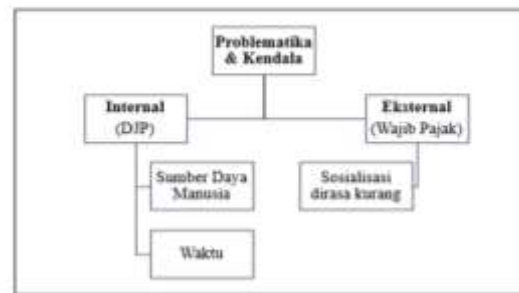 Problematika
& Kendala
Internal
(DJP)
Eksternal
(Wajib Pajak)
Sumber Daya
Manusia
Sosialisasi
dirasa kurang
Waktu